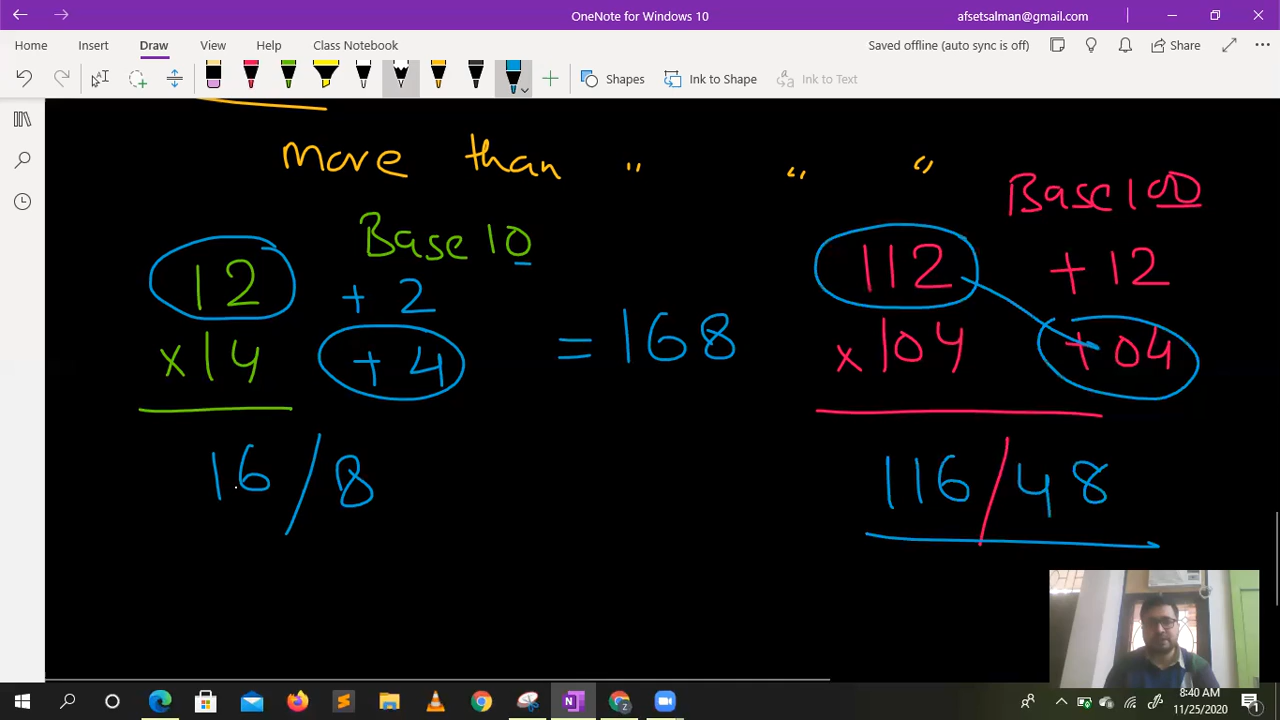 OneNote for Windows 10
afsetsalman@gmail.com
Home Insert Draw View Help Class Notebook
Saved offline (auto sync is off)
Share
Shapes
Ink to Shape
Ink to Text
more than " " "
Base 10
12 + 2
x 14 + 4
16 / 8
= 168
Base 100
112 + 12
x 104 + 04
116 / 48
8:40 AM
11/25/2020